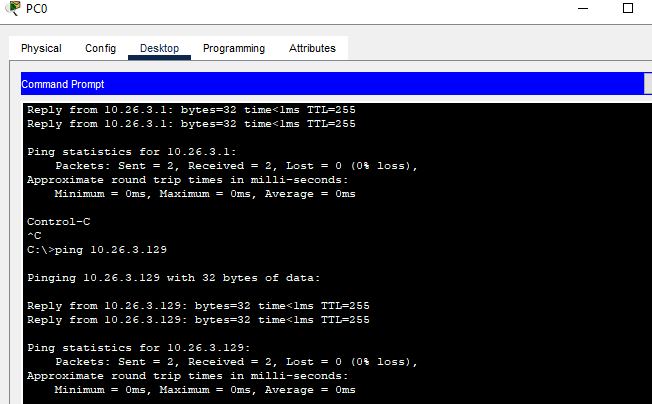 PC0
Physical Config Desktop Programming Attributes
Command Prompt
Reply from 10.26.3.1: bytes=32 time<1ms TTL=255
Reply from 10.26.3.1: bytes=32 time<1ms TTL=255
Ping statistics for 10.26.3.1:
Packets: Sent = 2, Received = 2, Lost = 0 (0% loss),
Approximate round trip times in milli-seconds:
Minimum = 0ms, Maximum = 0ms, Average = 0ms
Control-C
^C
C:\>ping 10.26.3.129
Pinging 10.26.3.129 with 32 bytes of data:
Reply from 10.26.3.129: bytes=32 time<1ms TTL=255
Reply from 10.26.3.129: bytes=32 time<1ms TTL=255
Ping statistics for 10.26.3.129:
Packets: Sent = 2, Received = 2, Lost = 0 (0% loss),
Approximate round trip times in milli-seconds:
Minimum = 0ms, Maximum = 0ms, Average = 0ms